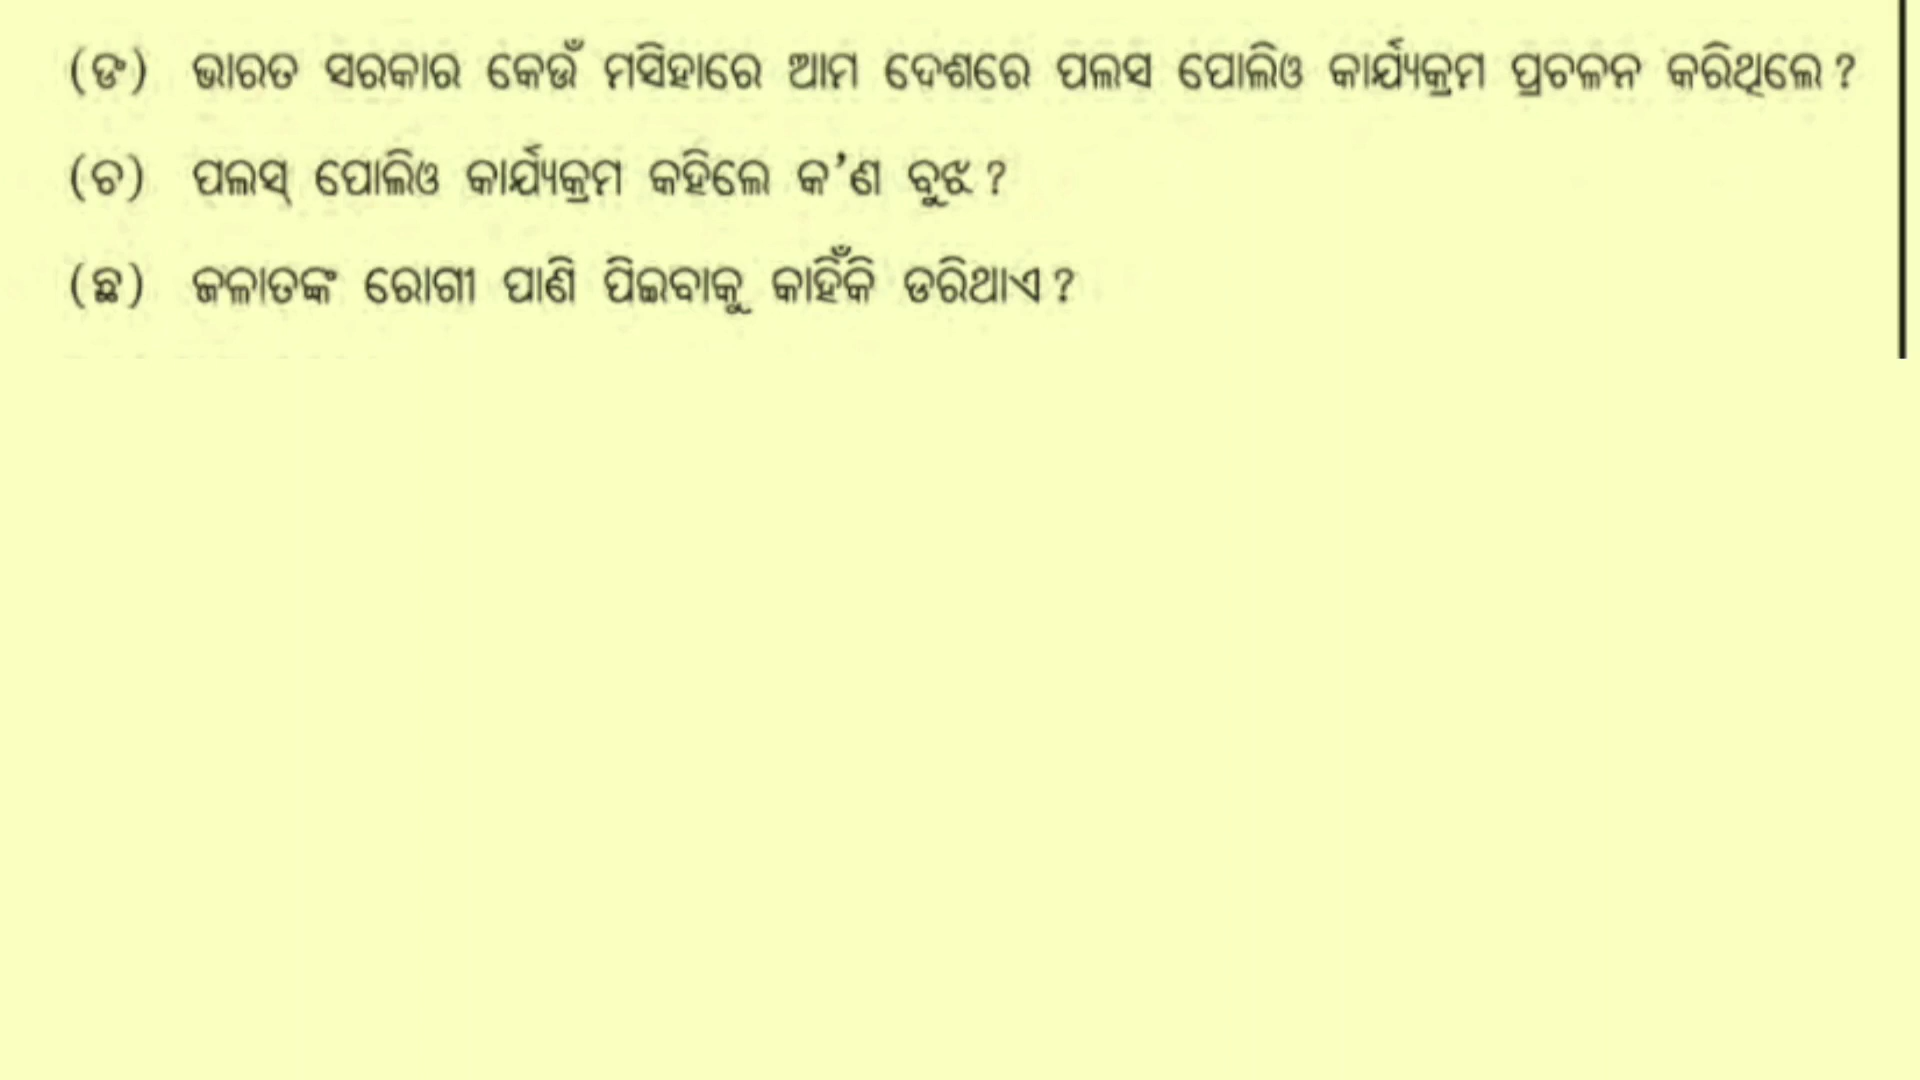 (ଙ) ଭାରତ ସରକାର କେଉଁ ମସିହାରେ ଆମ ଦେଶରେ ପଲସ ପୋଲିଓ କାର୍ଯ୍ୟକ୍ରମ ପ୍ରଚଳନ କରିଥିଲେ ?
(ଚ) ପଲସ୍ ପୋଲିଓ କାର୍ଯ୍ୟକ୍ରମ କହିଲେ କ'ଣ ବୁଝ ?
(ଛ) ଜଳାତଙ୍କ ରୋଗୀ ପାଣି ପିଇବାକୁ କାହିଁକି ଡରିଥାଏ ?